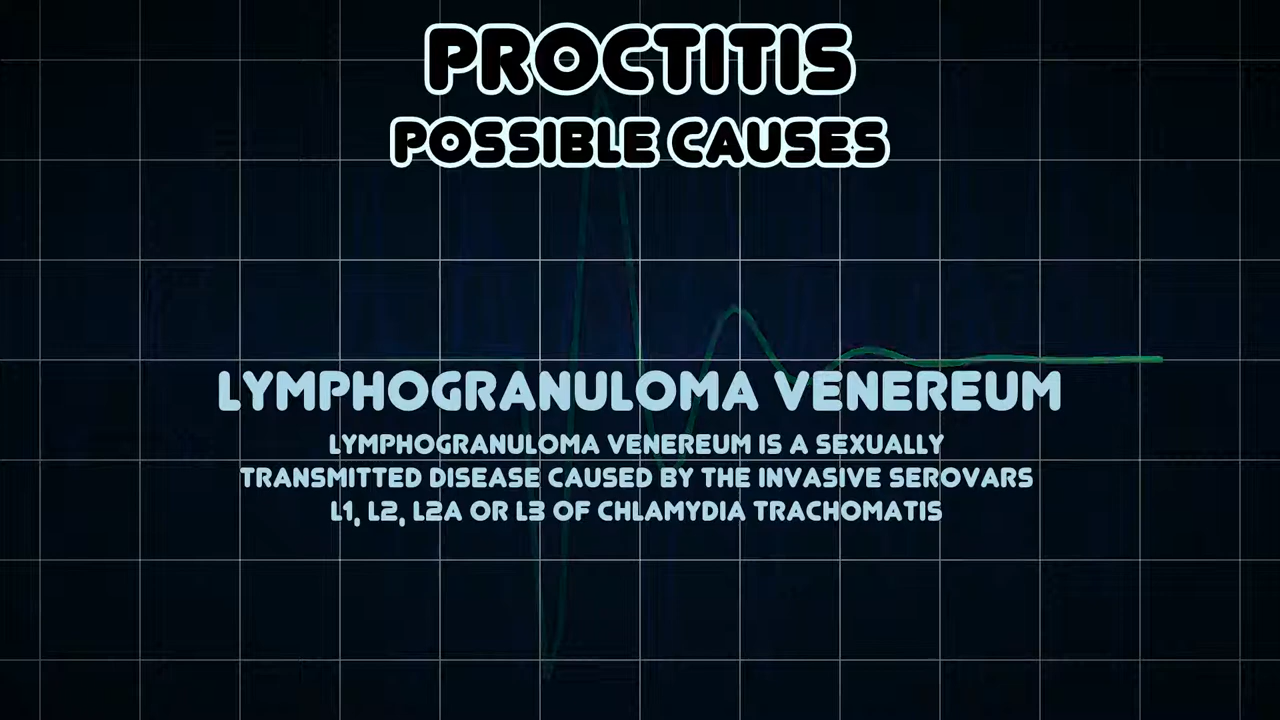 PROCTITIS
POSSIBLE CAUSES
LYMPHOGRANULOMA VENEREUM
LYMPHOGRANULOMA VENEREUM IS A SEXUALLY
TRANSMITTED DISEASE CAUSED BY THE INVASIVE SEROVARS
L1, L2, L2A OR L3 OF CHLAMYDIA TRACHOMATIS